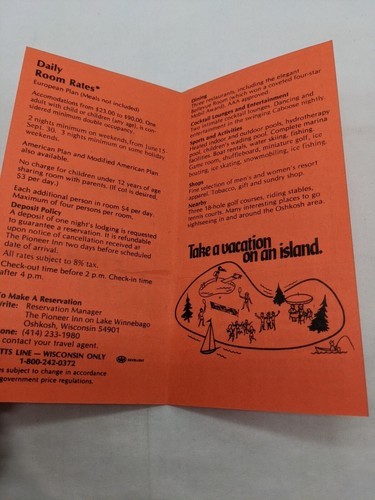 Daily
Room Rates*
European Plan (Meals not included)
Accomodations from $23.00 to $90.00. One
adult with child or children (any age), is con-
sidered minimum double occupancy.
2 nights minimum on weekends, from June 11-
Sept. 30. 3 nights minimum on some holiday
weekends.
American Plan and Modified American Plan
also available.
No charge for children under 12 years of age
sharing room with parents. (If cot is desired,
$3 per day.)
Each additional person in room $4 per day.
Maximum of four persons per room.
Deposit Policy
A deposit of one night's lodging is requested
to guarantee a reservation. It is refundable
upon notice of cancellation received at
The Pioneer Inn two days before scheduled
date of arrival.
All rates subject to 8% tax.
Check-out time before 2 p.m. Check-in time
after 4 p.m.
To Make A Reservation
Write: Reservation Manager
The Pioneer Inn on Lake Winnebago
Oshkosh, Wisconsin 54901
Phone: (414) 233-1980
contact your travel agent.
WATTS LINE — WISCONSIN ONLY
1-800-242-0372
subject to change in accordance
government price regulations.
Dining
Three restaurants, including the elegant
Bellevue Room which won a coveted four-star
Mobil Award). AAA approved.
Cocktail Lounges and Entertainment
cocktail lounges. Dancing and
entertainment in the swinging Caboose nightly.
Sports and Activities
Heated indoor and outdoor pools, hydrotherapy
pool, children's wading pool. Complete marina
facilities. Boat rentals, water skiing, fishing.
Game room, shuffleboard, miniature golf, ice
skating, snowmobiling, ice fishing.
Shops
Fine selection of men's and women's resort
apparel. Tobacco, gift and sundry shop.
Nearby
Three 18-hole golf courses, riding stables,
tennis courts. Many interesting places to go
sightseeing in and around the Oshkosh area.
Take a vacation
on an island.